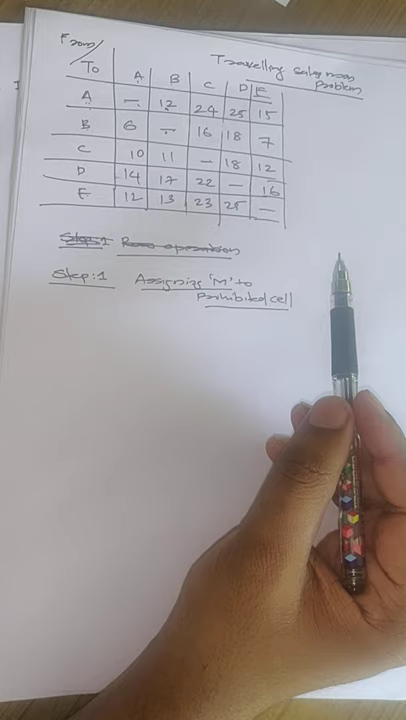 From/To A B C D E
Travelling salesman problem
A — 12 24 25 15
B 6 — 16 18 7
C 10 11 — 18 12
D 14 17 22 — 16
E 12 13 23 25 —
Step:1 Row operation
Step:1 Assigning 'M' to
Prohibited cell